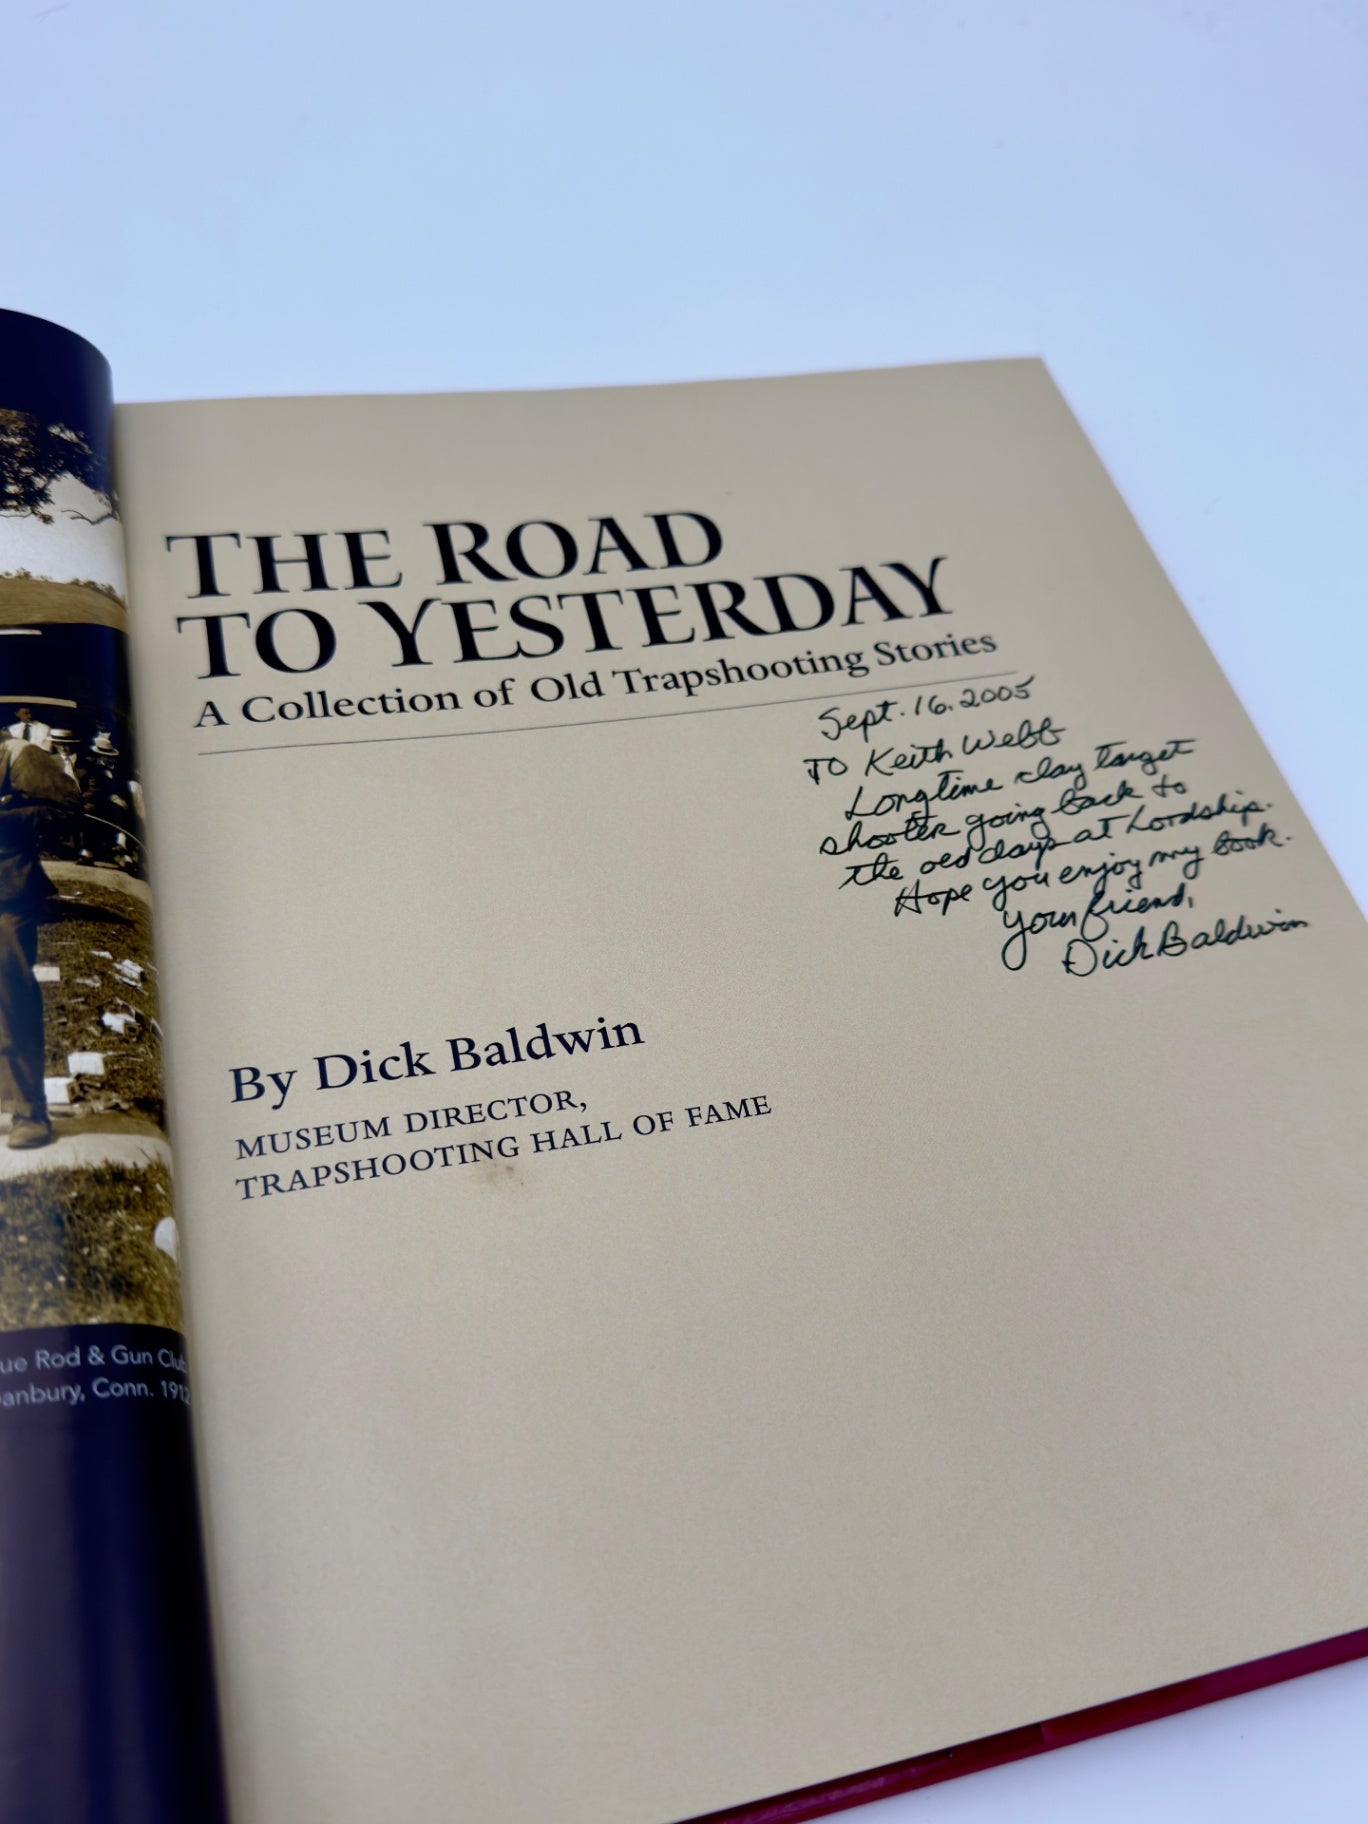 THE ROAD
TO YESTERDAY
A Collection of Old Trapshooting Stories
Sept. 16, 2005
TO Keith Webb
Longtime clay target
shooter going back to
the old days at Lordship.
Hope you enjoy my book.
Your friend,
Dick Baldwin
By Dick Baldwin
MUSEUM DIRECTOR,
TRAPSHOOTING HALL OF FAME
Rod & Gun Club
Conn. 1912